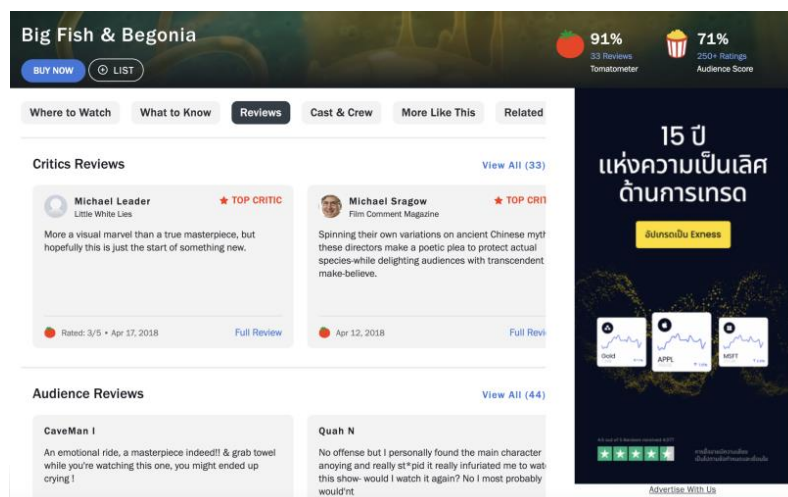 Big Fish & Begonia
BUY NOW
LIST
91%
33 Reviews
Tomatometer
71%
250+ Ratings
Audience Score
Where to Watch
What to Know
Reviews
Cast & Crew
More Like This
Related
Critics Reviews
View All (33)
Michael Leader
TOP CRITIC
Little White Lies
More a visual marvel than a true masterpiece, but
hopefully this is just the start of something new.
Rated: 3/5 • Apr 17, 2018
Full Review
Michael Sragow
TOP CRIT
Film Comment Magazine
Spinning their own variations on ancient Chinese myth
these directors make a poetic plea to protect actual
species-while delighting audiences with transcendent
make-believe.
Apr 12, 2018
Full Revi
Audience Reviews
View All (44)
CaveMan I
An emotional ride, a masterpiece indeed!! & grab towel
while you're watching this one, you might ended up
crying !
Quah N
No offense but I personally found the main character
anoying and really st*pid it really infuriated me to wat
this show- would I watch it again? No I most probably
would'nt
15 ปี
แห่งความเป็นเลิศ
ด้านการเทรด
อัปเกรดเป็น Exness
Gold
APPL
MSFT
Advertise With Us